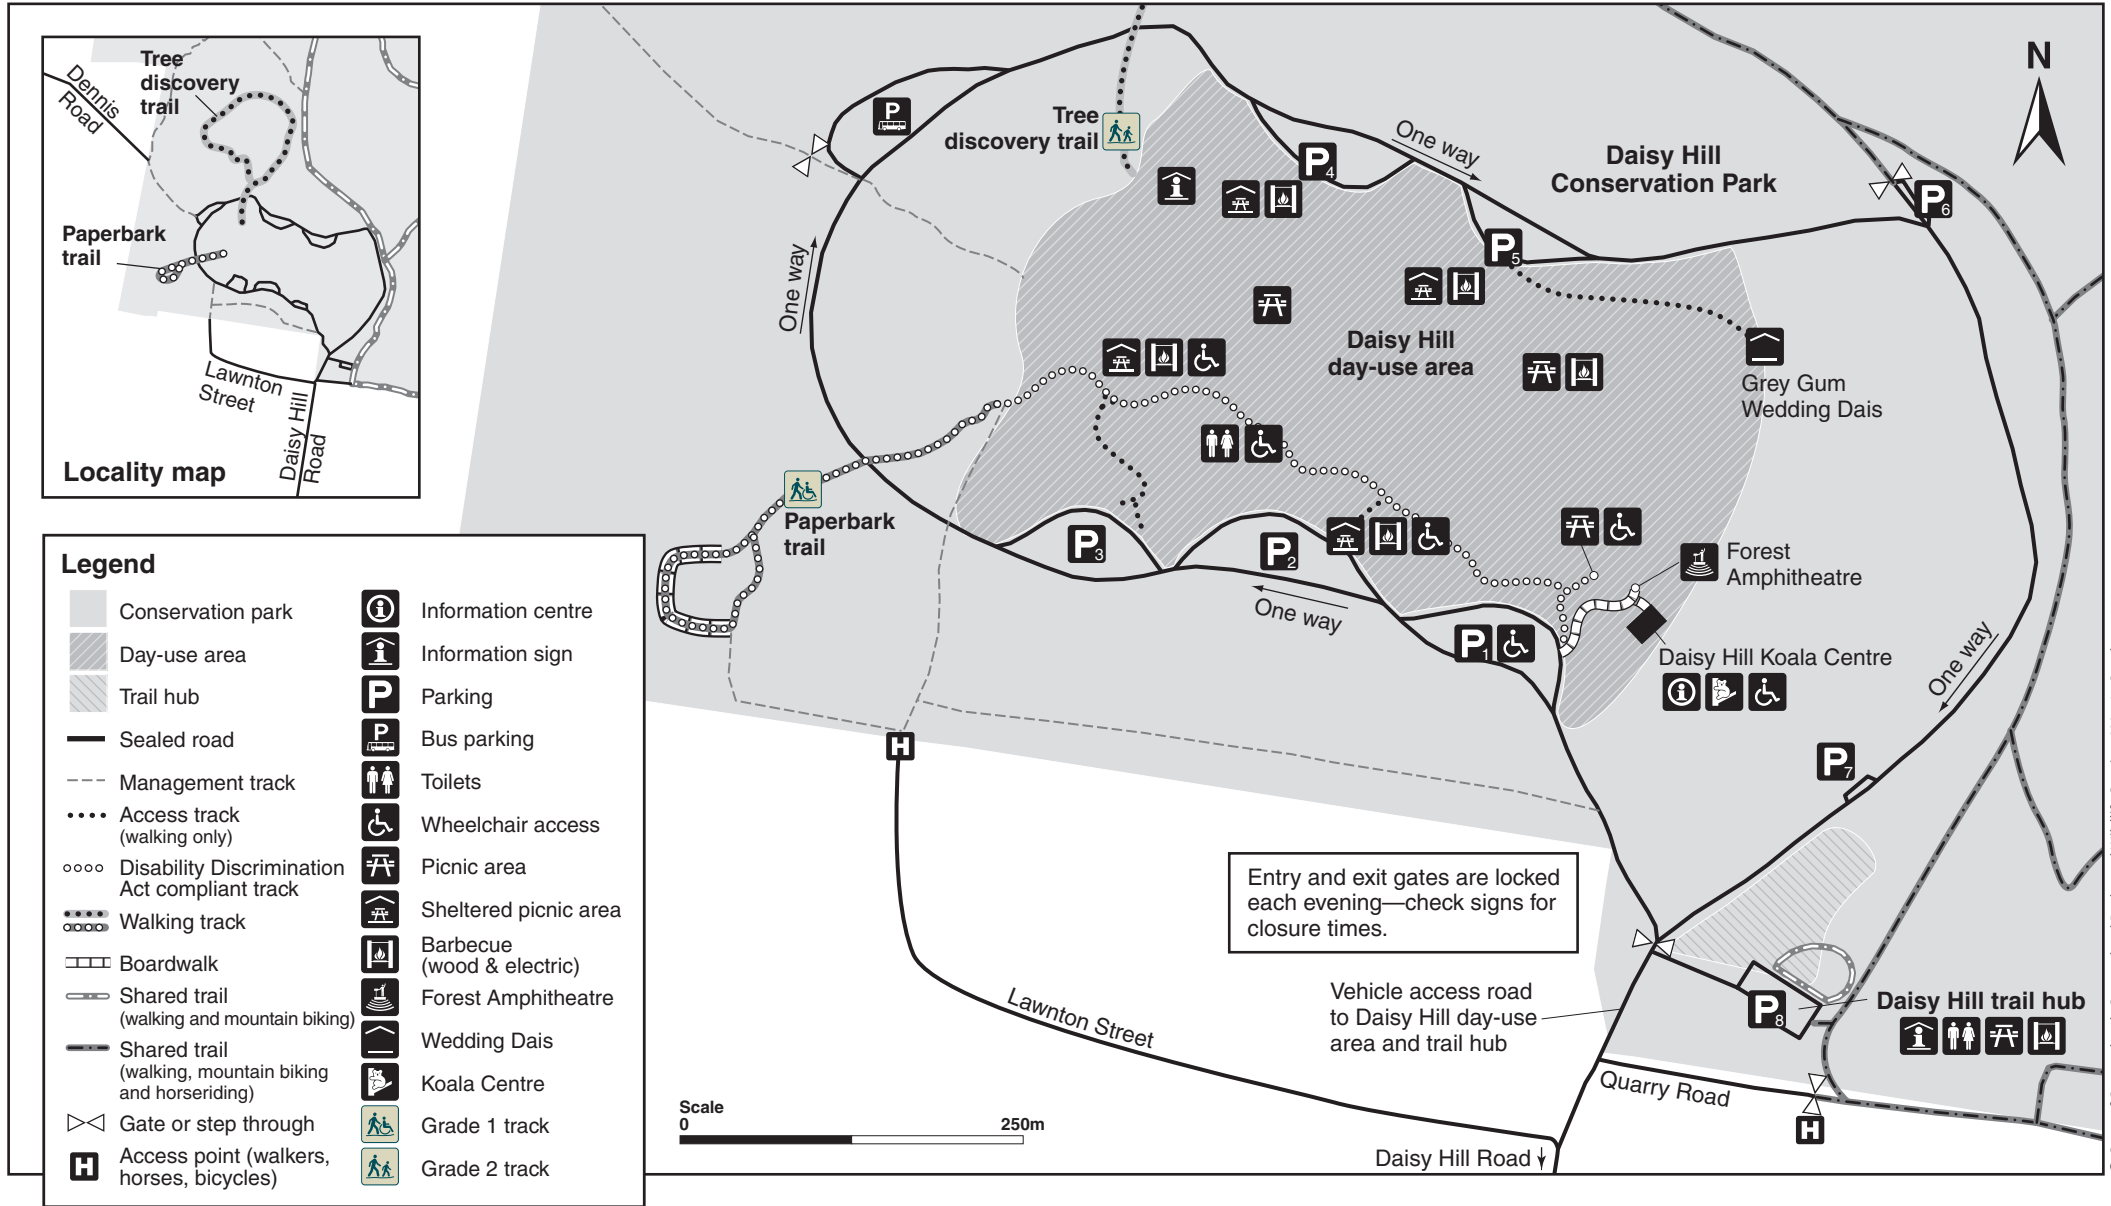 Tree
discovery
trail
Dennis
Road
Paperbark
trail
Lawnton
Street
Daisy Hill
Road
Locality map
Legend
Conservation park
Day-use area
Trail hub
Sealed road
Management track
Access track
(walking only)
Disability Discrimination
Act compliant track
Walking track
Boardwalk
Shared trail
(walking and mountain biking)
Shared trail
(walking, mountain biking
and horseriding)
Gate or step through
H
Access point (walkers,
horses, bicycles)
Information centre
Information sign
P
Parking
P
Bus parking
Toilets
Wheelchair access
Picnic area
Sheltered picnic area
Barbecue
(wood & electric)
Forest Amphitheatre
Wedding Dais
Koala Centre
Grade 1 track
Grade 2 track
P
Tree
discovery trail
P4
One way
Daisy Hill
Conservation Park
N
P6
P5
One way
Daisy Hill
day-use area
Grey Gum
Wedding Dais
Paperbark
trail
P3
P2
One way
P1
Forest
Amphitheatre
Daisy Hill Koala Centre
One way
P7
H
Entry and exit gates are locked
each evening—check signs for
closure times.
Vehicle access road
to Daisy Hill day-use
area and trail hub
P8
Daisy Hill trail hub
Lawnton Street
Quarry Road
H
Scale
0 250m
Daisy Hill Road